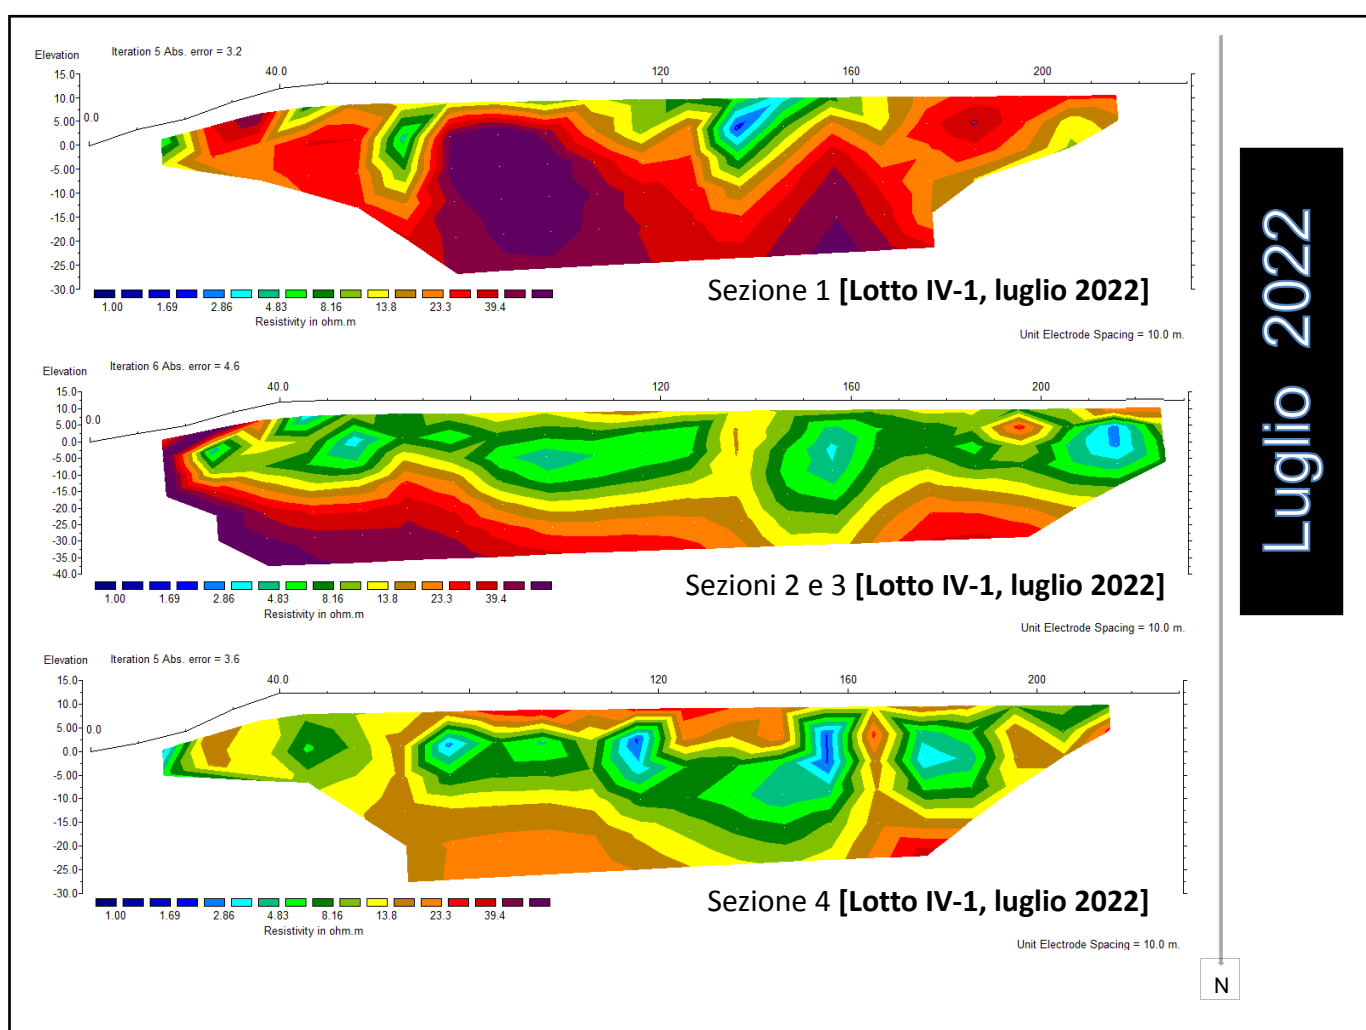 Elevation
Iteration 5 Abs. error = 3.2
15.0
10.0
5.00
0.0
-5.0
-10.0
-15.0
-20.0
-25.0
-30.0
0.0
40.0
120
160
200
1.00 1.69 2.86 4.83 8.16 13.8 23.3 39.4
Resistivity in ohm.m
Sezione 1 [Lotto IV-1, luglio 2022]
Unit Electrode Spacing = 10.0 m.
Elevation
Iteration 6 Abs. error = 4.6
15.0
10.0
5.00
0.0
-5.00
-10.0
-15.0
-20.0
-25.0
-30.0
-35.0
-40.0
0.0
40.0
120
160
200
1.00 1.69 2.86 4.83 8.16 13.8 23.3 39.4
Resistivity in ohm.m
Sezioni 2 e 3 [Lotto IV-1, luglio 2022]
Unit Electrode Spacing = 10.0 m.
Elevation
Iteration 5 Abs. error = 3.6
15.0
10.0
5.00
0.0
-5.00
-10.0
-15.0
-20.0
-25.0
-30.0
0.0
40.0
120
160
200
1.00 1.69 2.86 4.83 8.16 13.8 23.3 39.4
Resistivity in ohm.m
Sezione 4 [Lotto IV-1, luglio 2022]
Unit Electrode Spacing = 10.0 m.
Luglio 2022
N